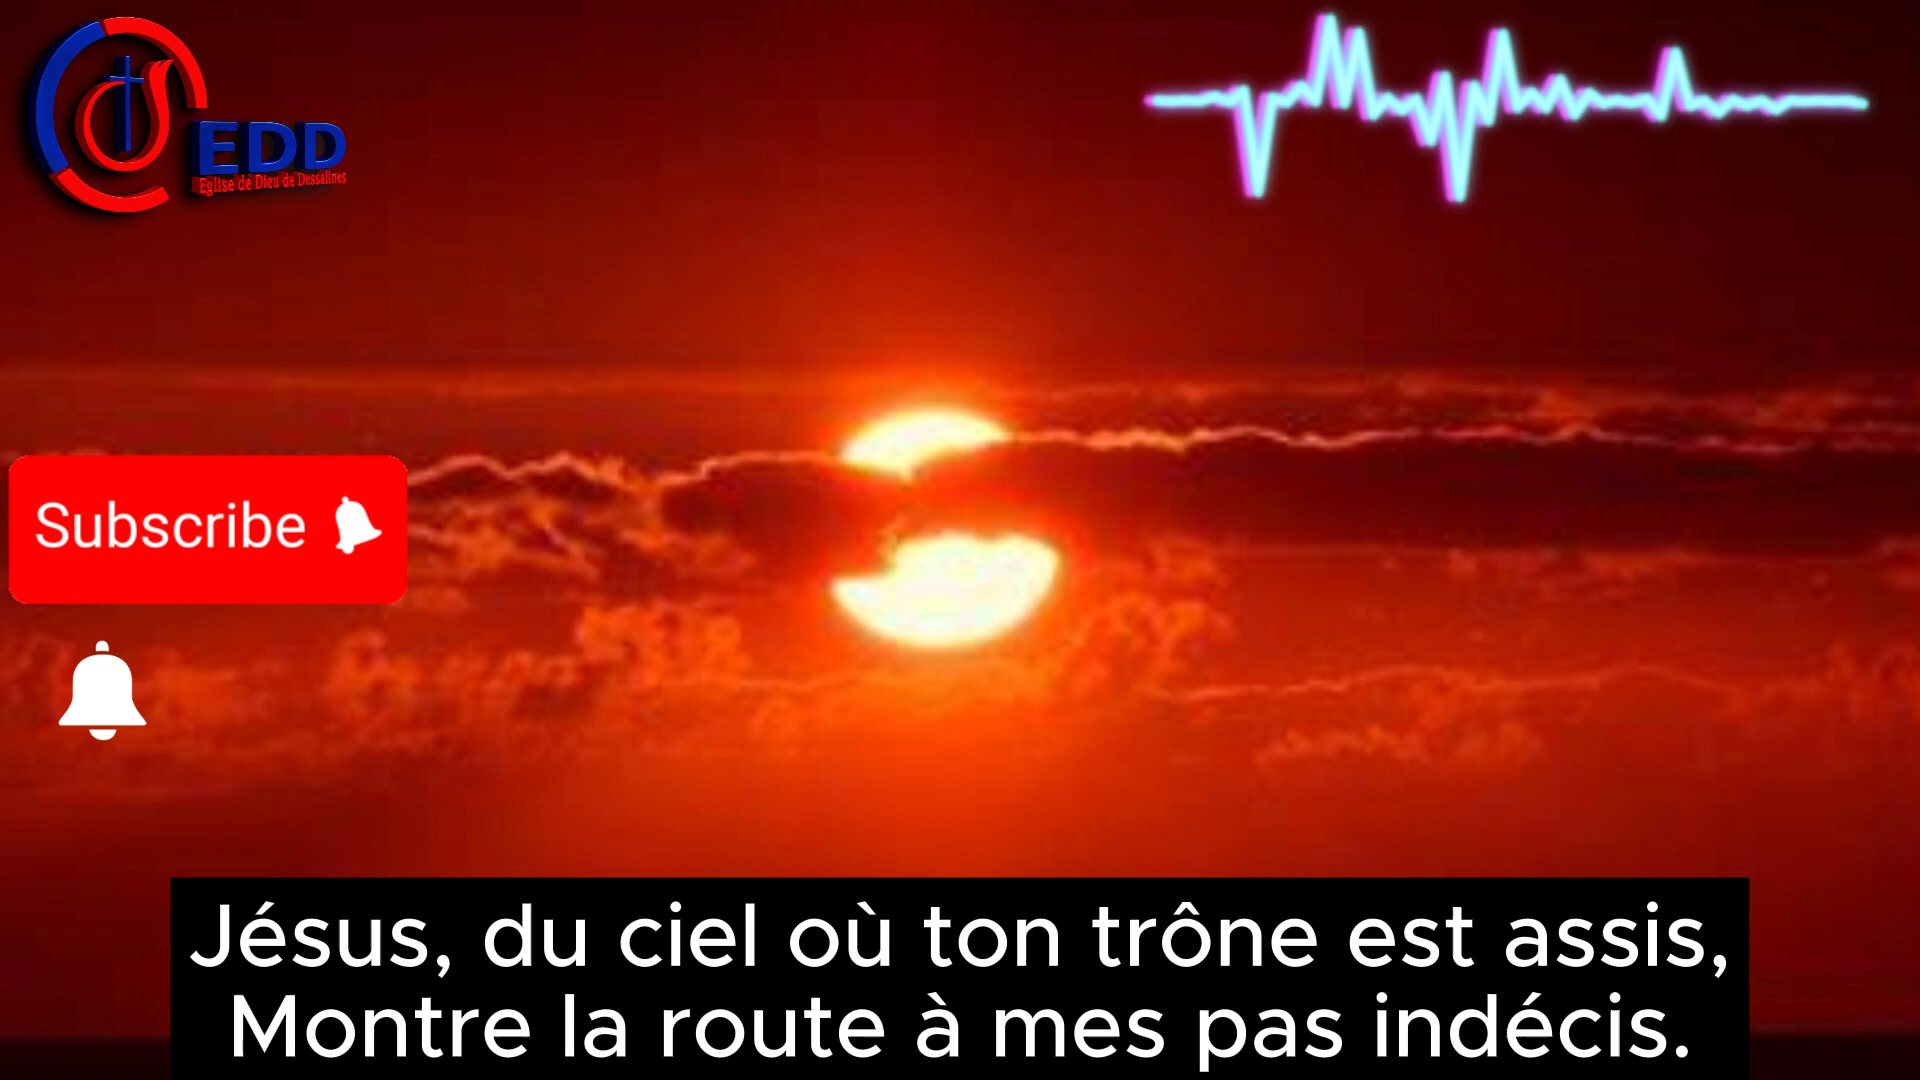 EDD
Eglise de Dieu de Dessalines
Subscribe
Jésus, du ciel où ton trône est assis,
Montre la route à mes pas indécis.